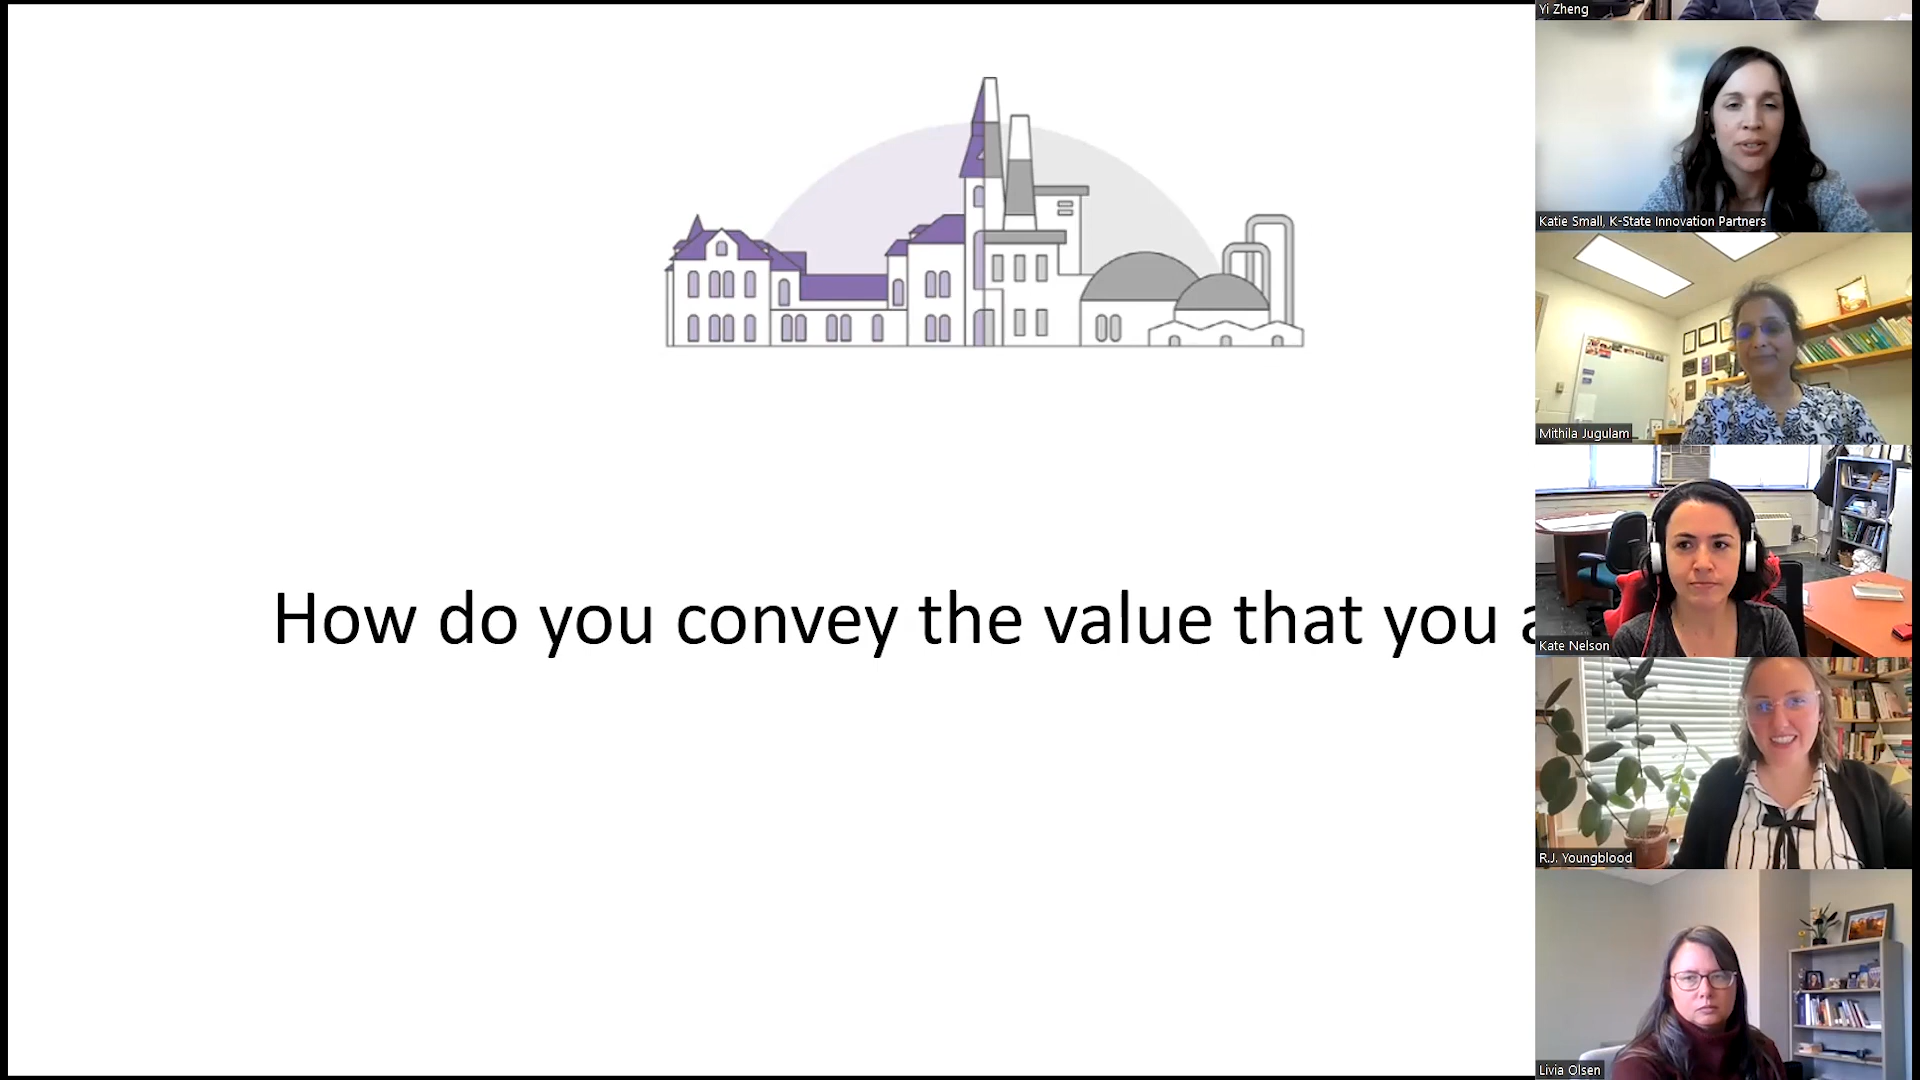 How do you convey the value that you
Yi Zheng
Katie Small, K-State Innovation Partners
Mithila Jugulam
Kate Nelson
R.J. Youngblood
Livia Olsen